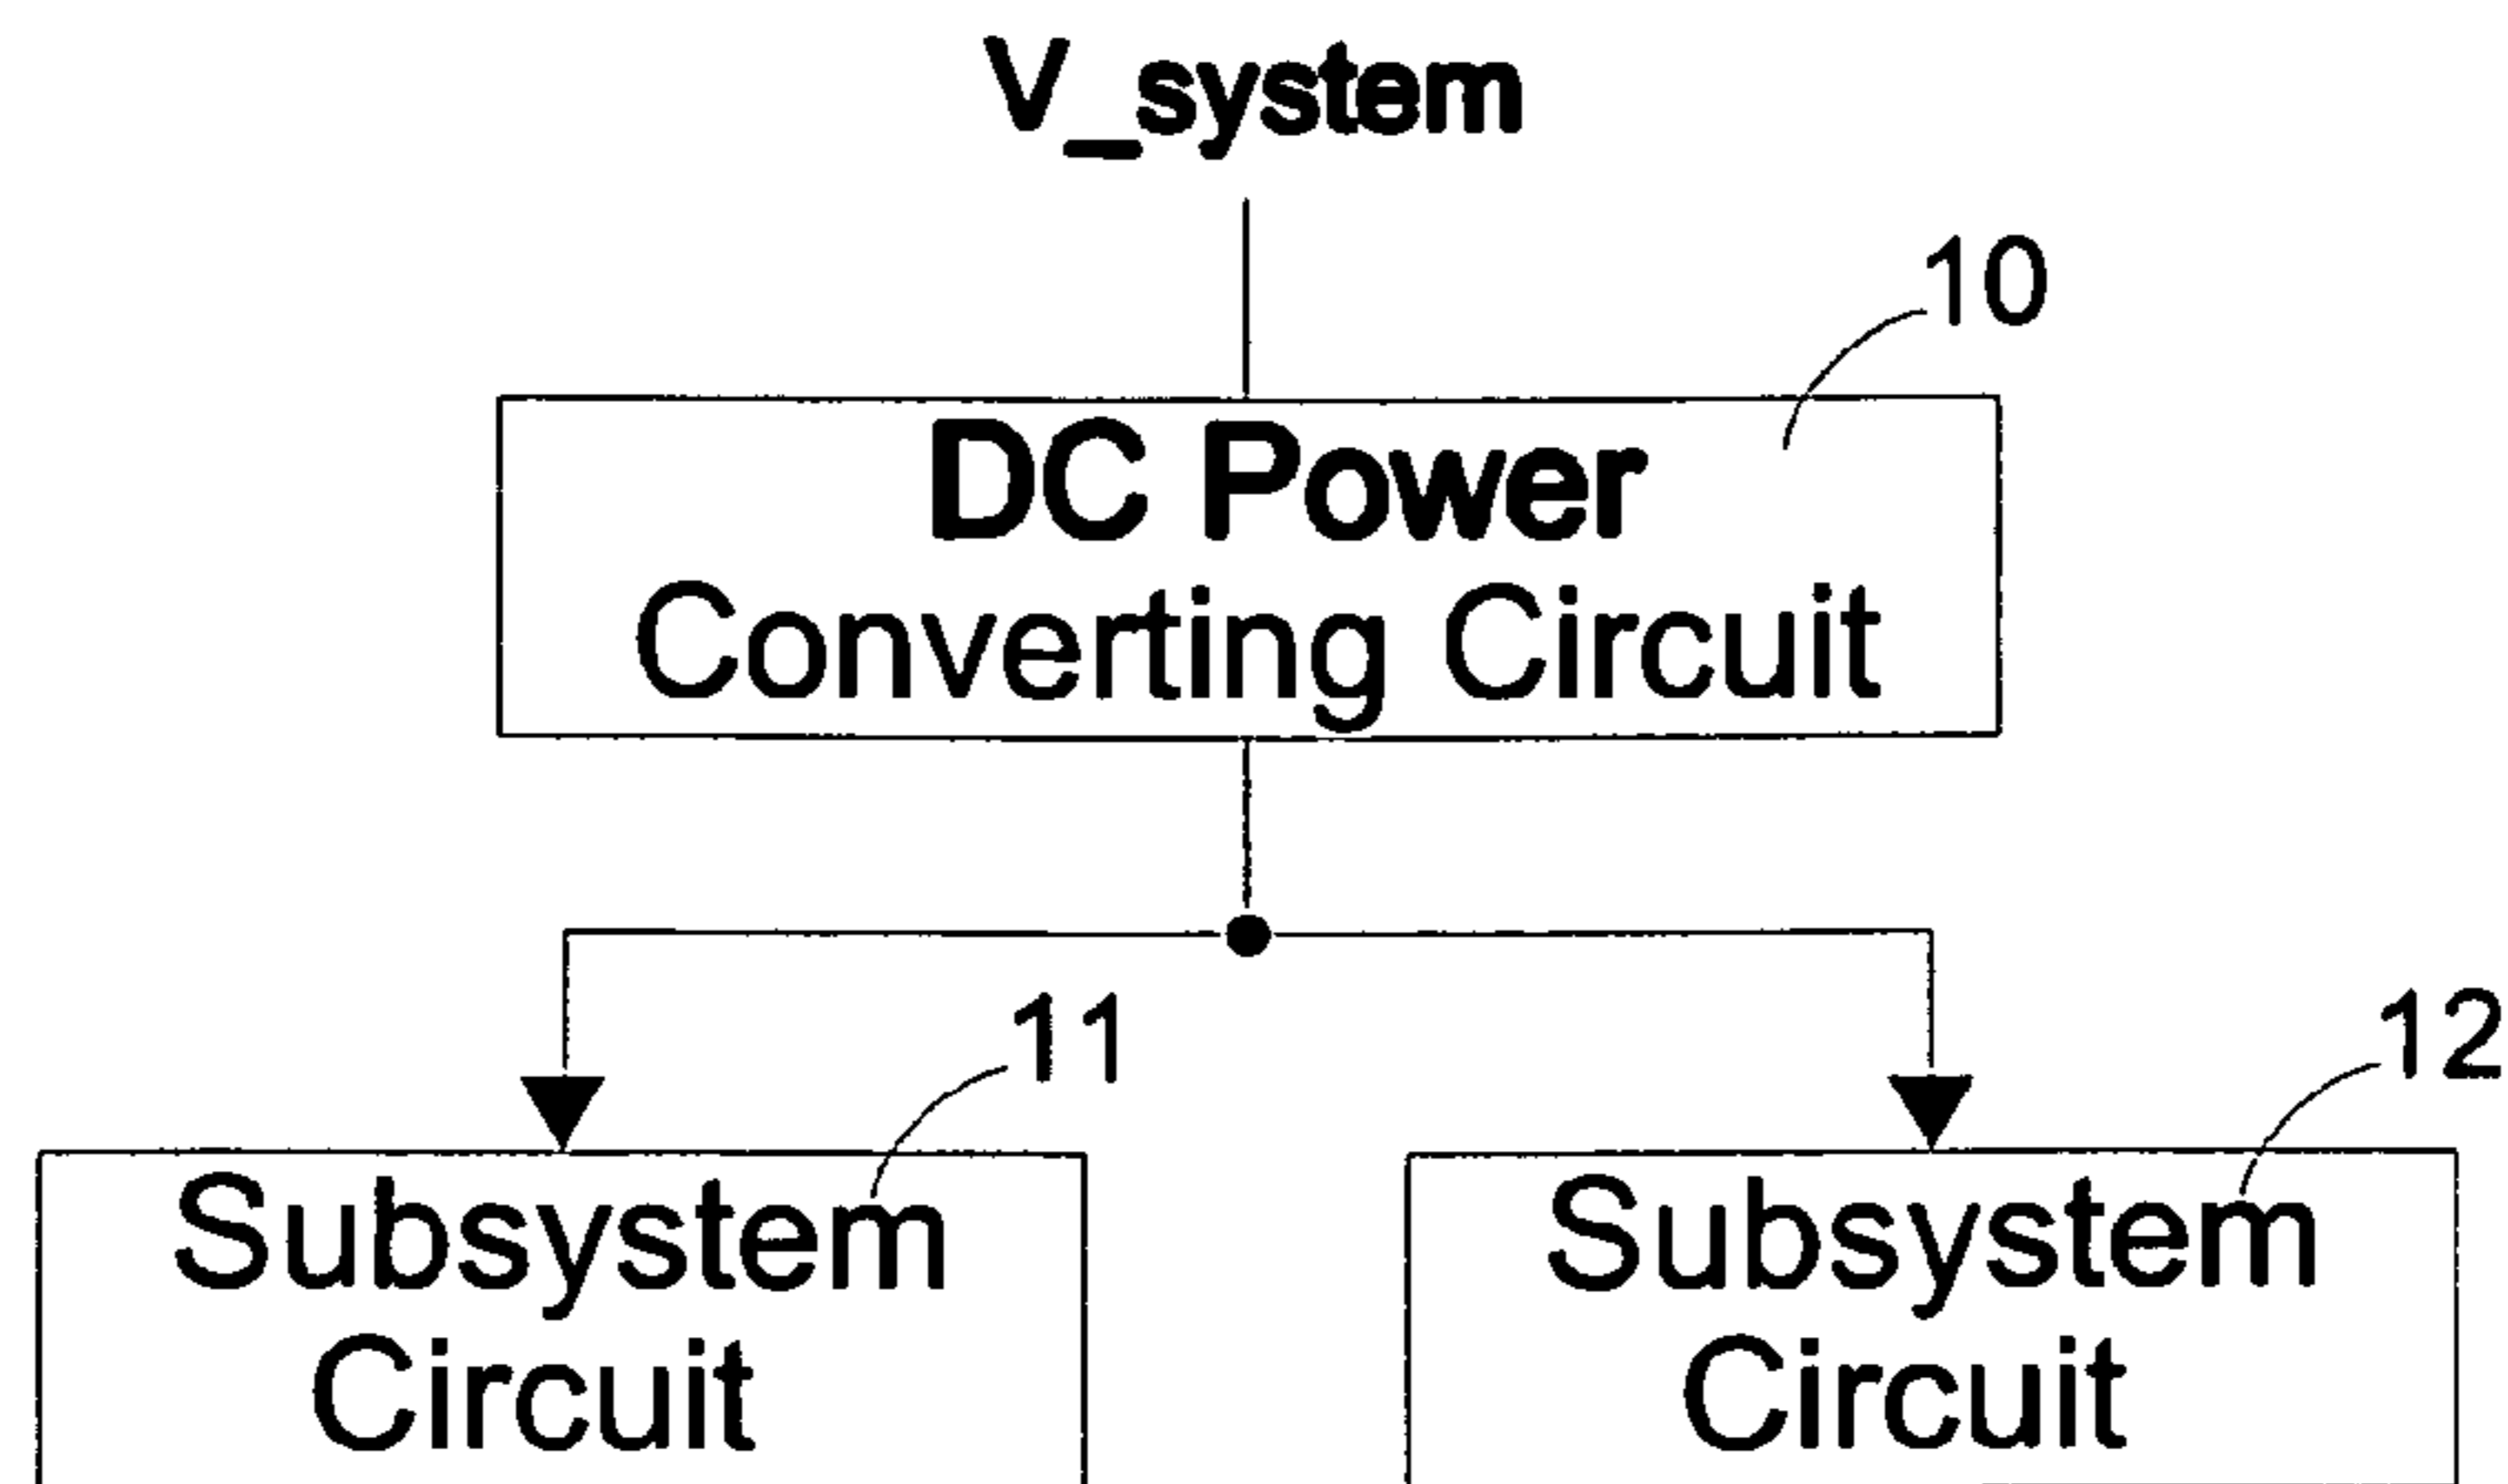 V_system
10
DC Power
Converting Circuit
11
12
Subsystem
Circuit
Subsystem
Circuit